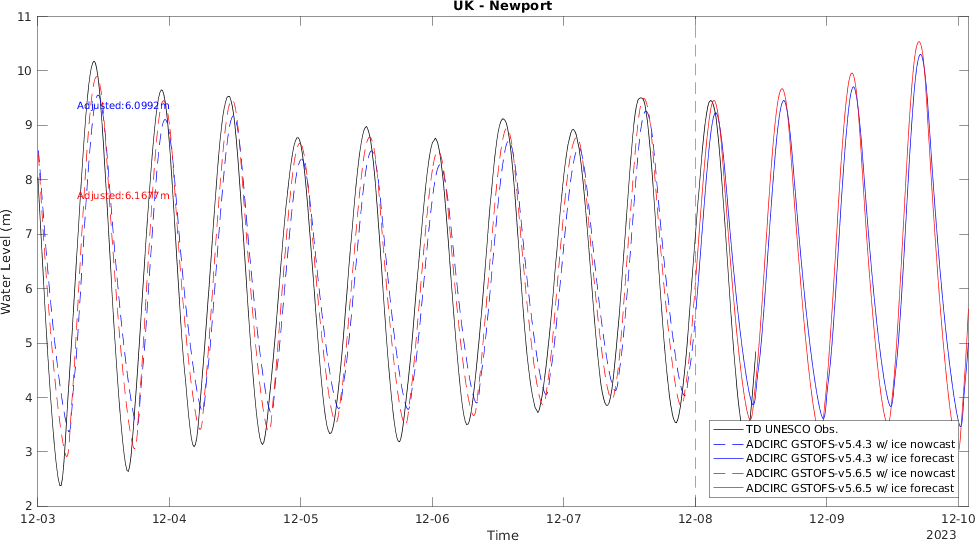 UK - Newport
11
10
9
8
7
6
5
4
3
2
Water Level (m)
Adjusted:6.0992m
Adjusted:6.1677m
TD UNESCO Obs.
ADCIRC GSTOFS-v5.4.3 w/ ice nowcast
ADCIRC GSTOFS-v5.4.3 w/ ice forecast
ADCIRC GSTOFS-v5.6.5 w/ ice nowcast
ADCIRC GSTOFS-v5.6.5 w/ ice forecast
12-03 12-04 12-05 12-06 12-07 12-08 12-09 12-10
Time
2023